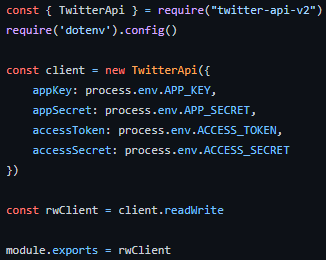 const { TwitterApi } = require("twitter-api-v2")
require('dotenv').config()
const client = new TwitterApi({
    appKey: process.env.APP_KEY,
    appSecret: process.env.APP_SECRET,
    accessToken: process.env.ACCESS_TOKEN,
    accessSecret: process.env.ACCESS_SECRET
})
const rwClient = client.readWrite
module.exports = rwClient